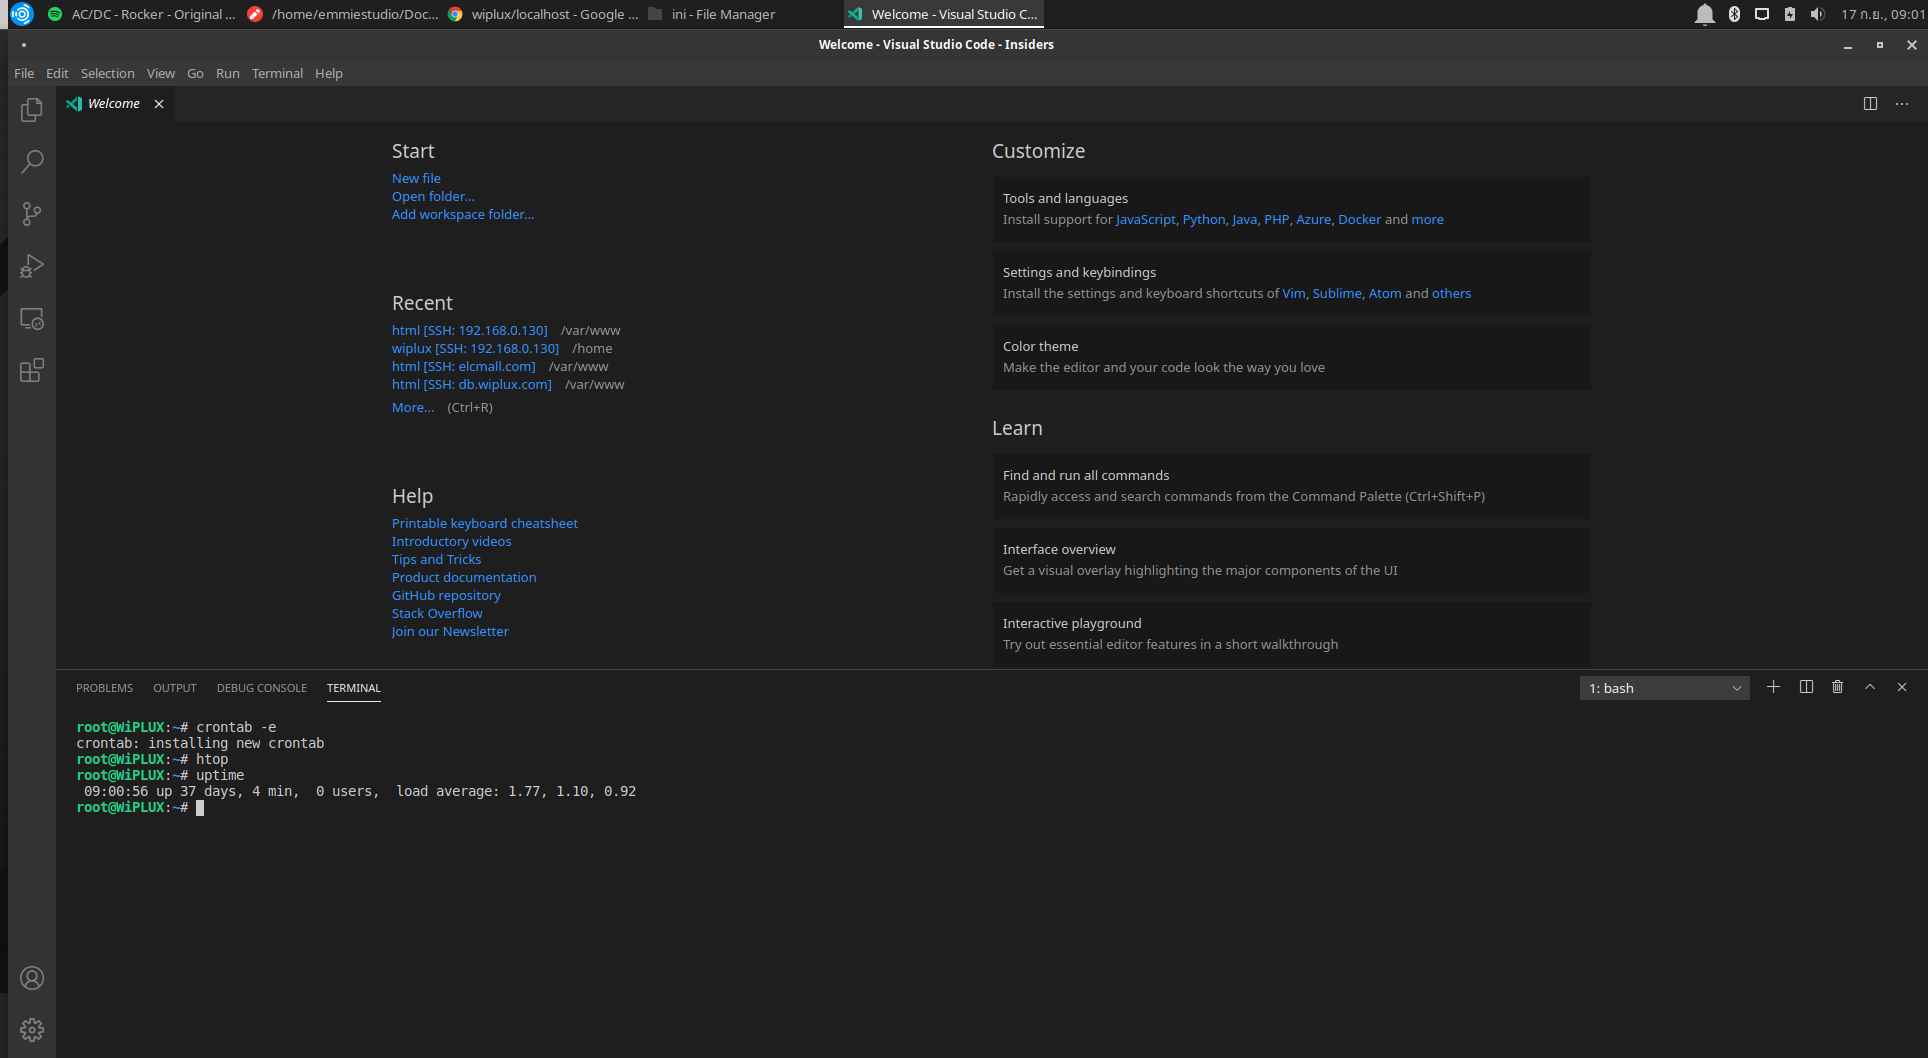 AC/DC - Rocker - Original ...
/home/emmiestudio/Doc...
wiplux/localhost - Google ...
ini - File Manager
Welcome - Visual Studio C...
17 ก.ย., 09:01
Welcome - Visual Studio Code - Insiders
File Edit Selection View Go Run Terminal Help
Welcome
Start
New file
Open folder...
Add workspace folder...
Recent
html [SSH: 192.168.0.130] /var/www
wiplux [SSH: 192.168.0.130] /home
html [SSH: elcmall.com] /var/www
html [SSH: db.wiplux.com] /var/www
More... (Ctrl+R)
Help
Printable keyboard cheatsheet
Introductory videos
Tips and Tricks
Product documentation
GitHub repository
Stack Overflow
Join our Newsletter
Customize
Tools and languages
Install support for JavaScript, Python, Java, PHP, Azure, Docker and more
Settings and keybindings
Install the settings and keyboard shortcuts of Vim, Sublime, Atom and others
Color theme
Make the editor and your code look the way you love
Learn
Find and run all commands
Rapidly access and search commands from the Command Palette (Ctrl+Shift+P)
Interface overview
Get a visual overlay highlighting the major components of the UI
Interactive playground
Try out essential editor features in a short walkthrough
PROBLEMS OUTPUT DEBUG CONSOLE TERMINAL
1: bash
root@WiPLUX:~# crontab -e
crontab: installing new crontab
root@WiPLUX:~# htop
root@WiPLUX:~# uptime
 09:00:56 up 37 days, 4 min,  0 users,  load average: 1.77, 1.10, 0.92
root@WiPLUX:~#